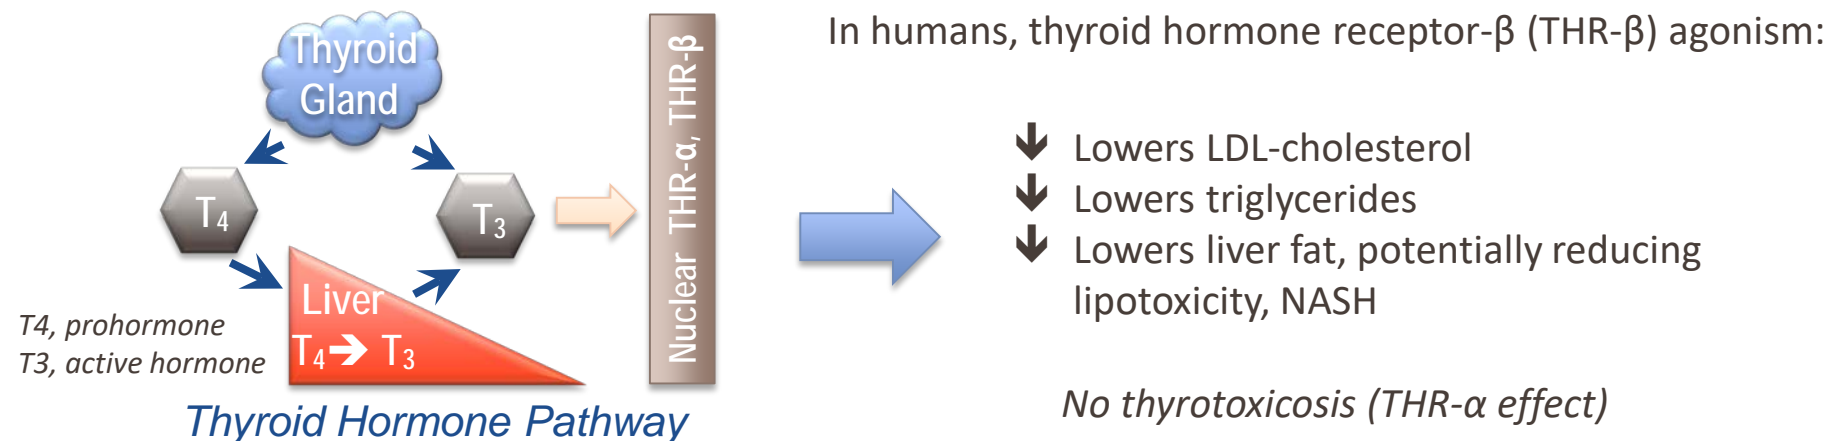 Thyroid
Gland
T4
T3
Liver
T4➔ T3
T4, prohormone
T3, active hormone
Thyroid Hormone Pathway
Nuclear THR-α, THR-β
In humans, thyroid hormone receptor-β (THR-β) agonism:
🡻 Lowers LDL-cholesterol
🡻 Lowers triglycerides
🡻 Lowers liver fat, potentially reducing
lipotoxicity, NASH
No thyrotoxicosis (THR-α effect)